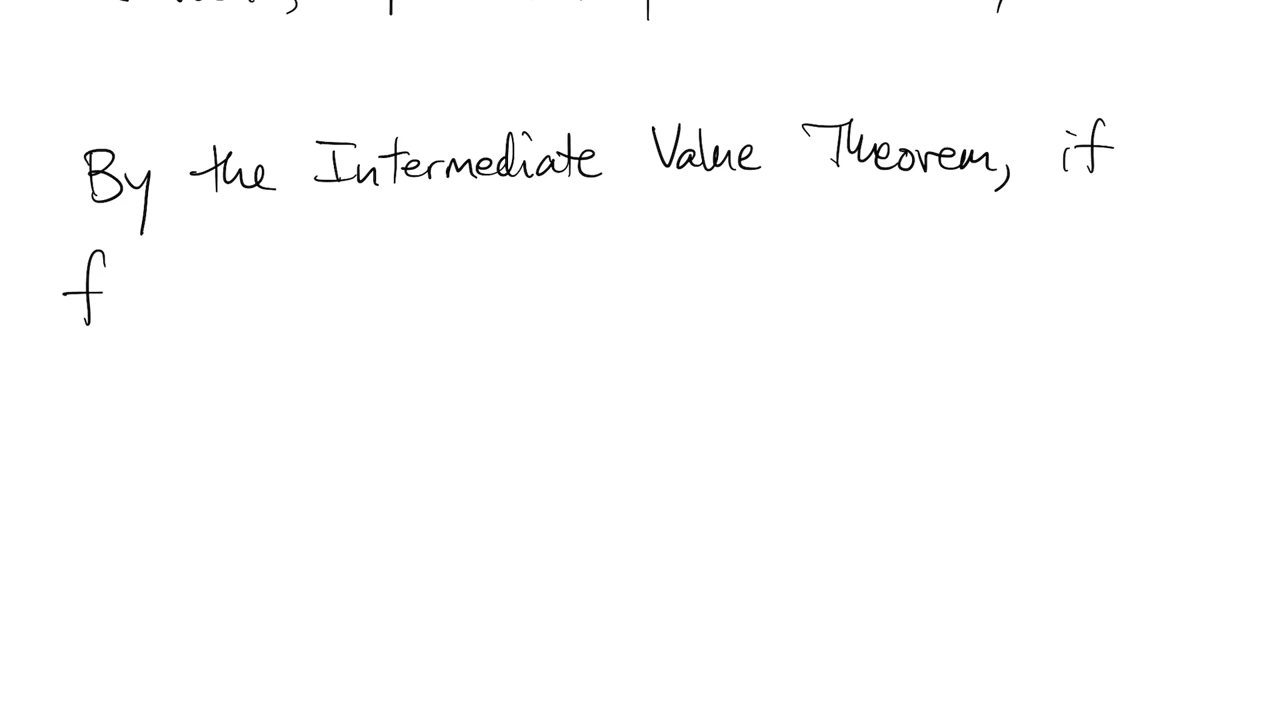 By the Intermediate Value Theorem, if
f